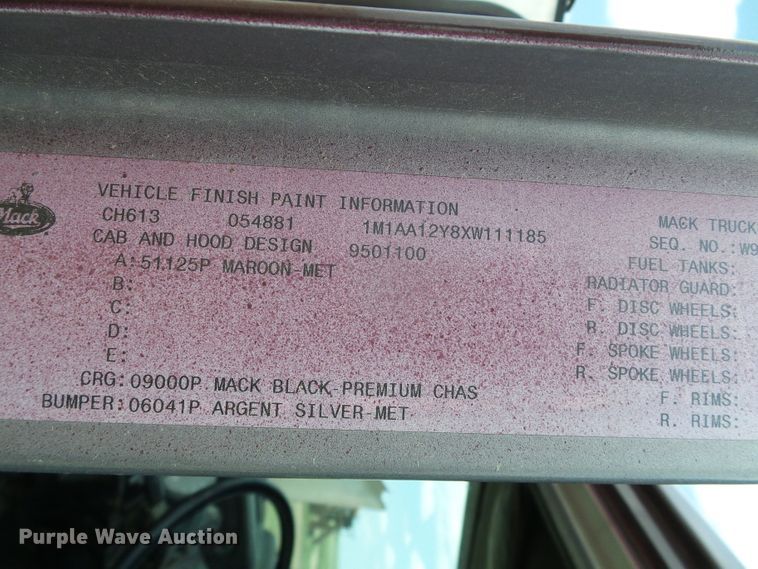 Mack
VEHICLE FINISH PAINT INFORMATION
CH613 054881 1M1AA12Y8XW111185 MACK TRUCK
CAB AND HOOD DESIGN 9501100 SEQ. NO.:W9
A:51125P MAROON-MET FUEL TANKS:
B: RADIATOR GUARD:
C: F. DISC WHEELS:
D: R. DISC WHEELS:
E: F. SPOKE WHEELS:
R. SPOKE WHEELS:
CRG:09000P MACK BLACK PREMIUM CHAS F. RIMS:
BUMPER:06041P ARGENT SILVER-MET R. RIMS:
Purple Wave Auction